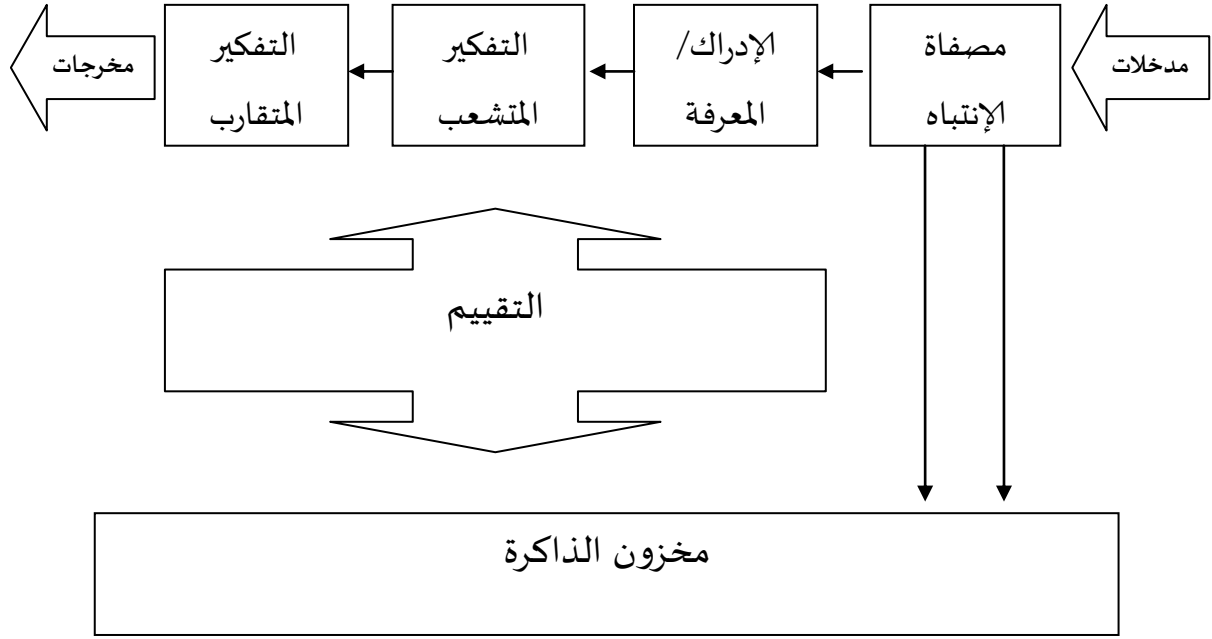 مدخلات
مصفاة
الإنتباه
الإدراك/
المعرفة
التفكير
المتشعب
التفكير
المتقارب
مخرجات
التقييم
مخزون الذاكرة